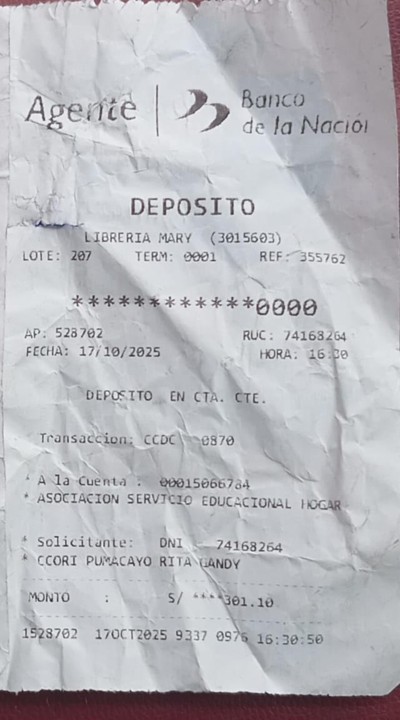 Agente | Banco
de la Nación
DEPOSITO
LIBRERIA MARY (3015603)
LOTE: 207 TERM: 0001 REF: 355762
************0000
AP: 528702 RUC: 74168264
FECHA: 17/10/2025 HORA: 16:30
DEPOSITO EN CTA. CTE.
Transaccion: CCDC 0870
* A la Cuenta : 00015066784
* ASOCIACION SERVICIO EDUCACIONAL HOGAR
* Solicitante: DNI 74168264
* CCORI PUMACAYO RITA GANDY
MONTO : S/ ****301.10
1528702 17OCT2025 9337 0976 16:30:50